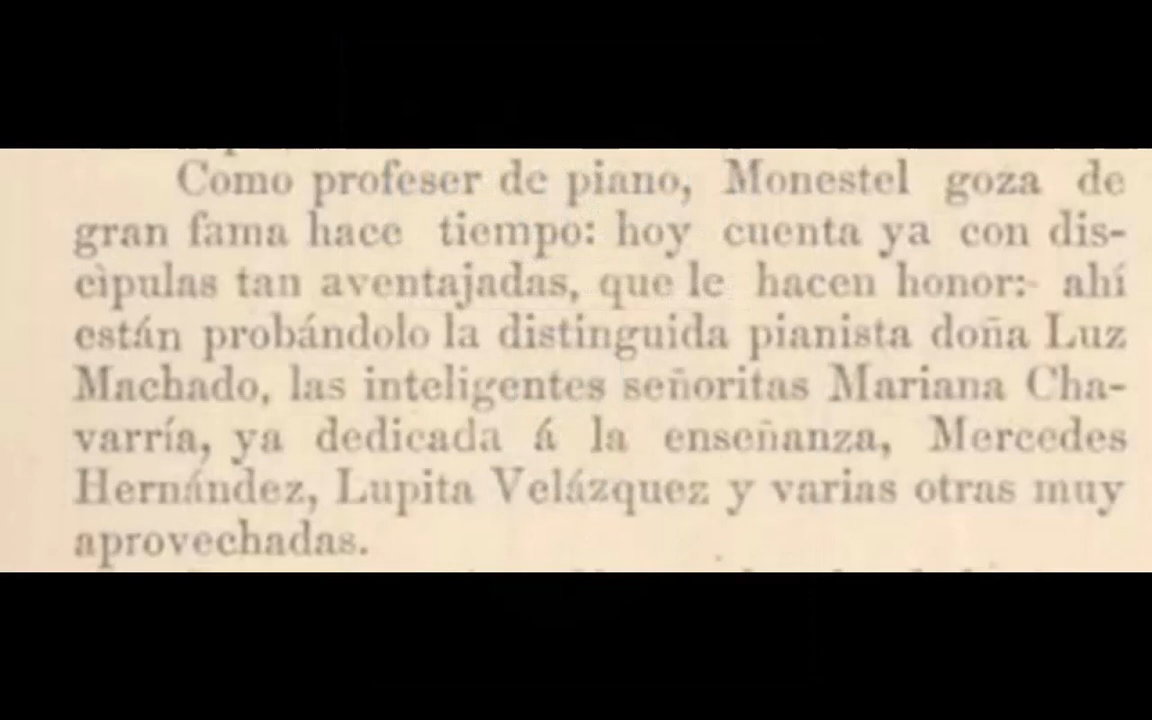 Como profeser de piano, Monestel goza de
gran fama hace tiempo: hoy cuenta ya con dis-
cìpulas tan aventajadas, que le hacen honor:- ahí
están probándolo la distinguida pianista doña Luz
Machado, las inteligentes señoritas Mariana Cha-
varría, ya dedicada á la enseñanza, Mercedes
Hernández, Lupita Velázquez y varias otras muy
aprovechadas.